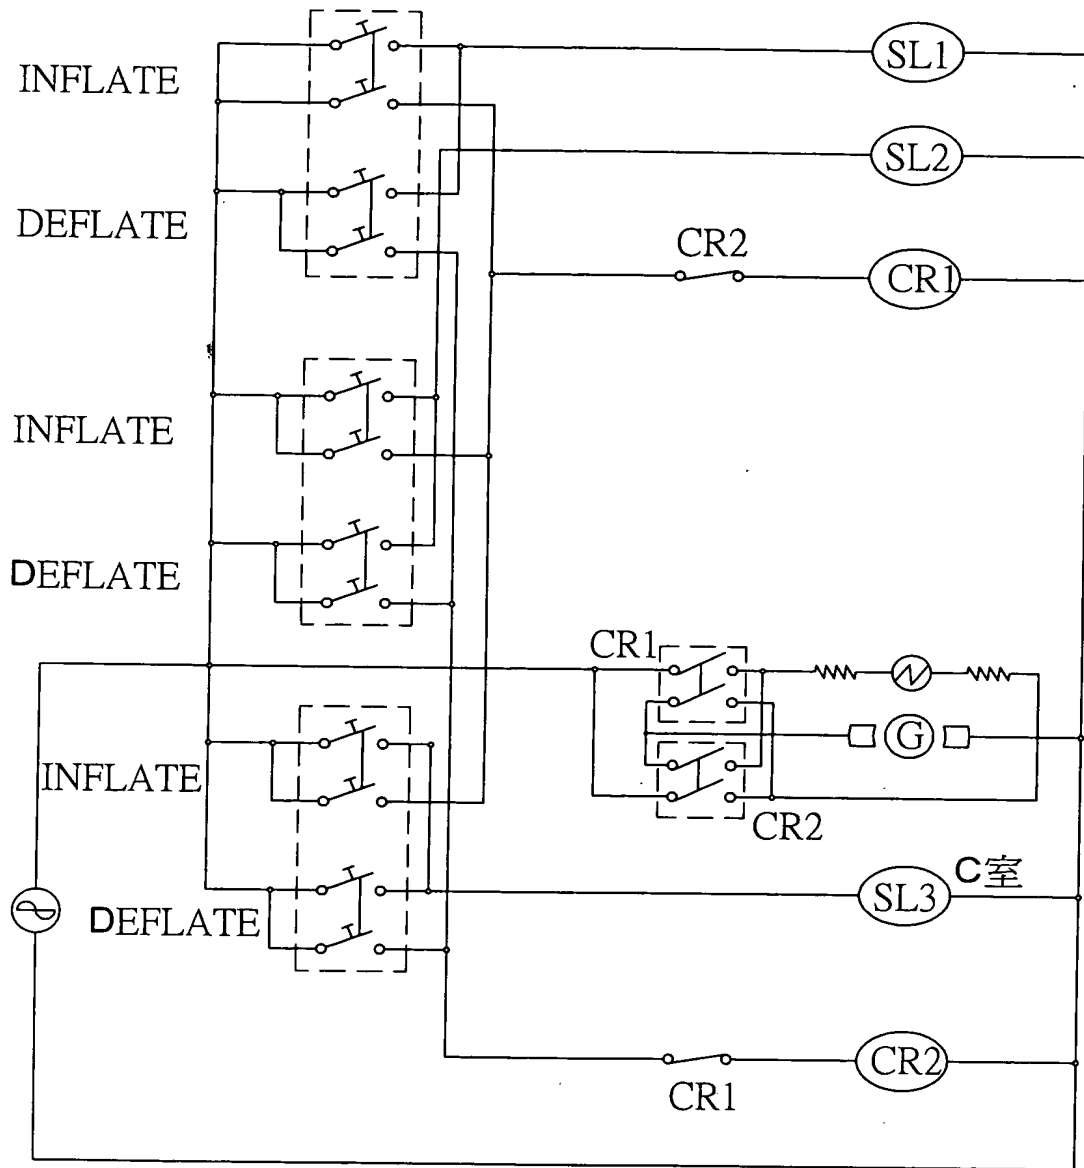 SL1
INFLATE
SL2
DEFLATE
CR2
CR1
INFLATE
DEFLATE
CR1
G
INFLATE
CR2
C室
SL3
DEFLATE
CR2
CR1